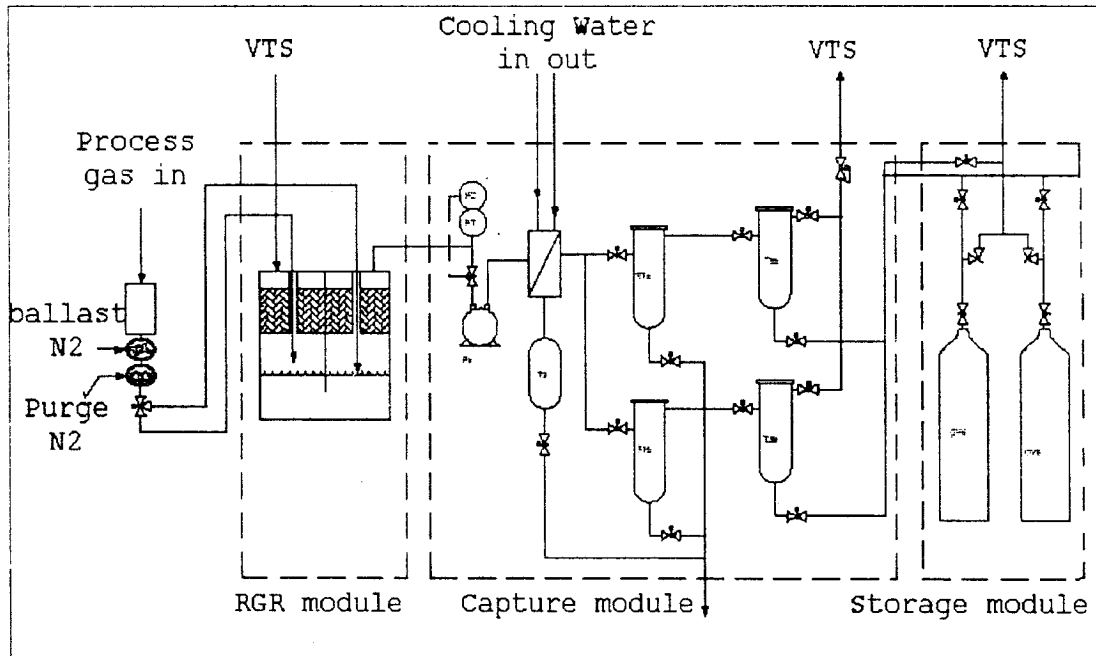 Cooling Water
in out
VTS
VTS
VTS
Process
gas in
ballast
N2
Purge
N2
PT
RGR module
Capture module
Storage module